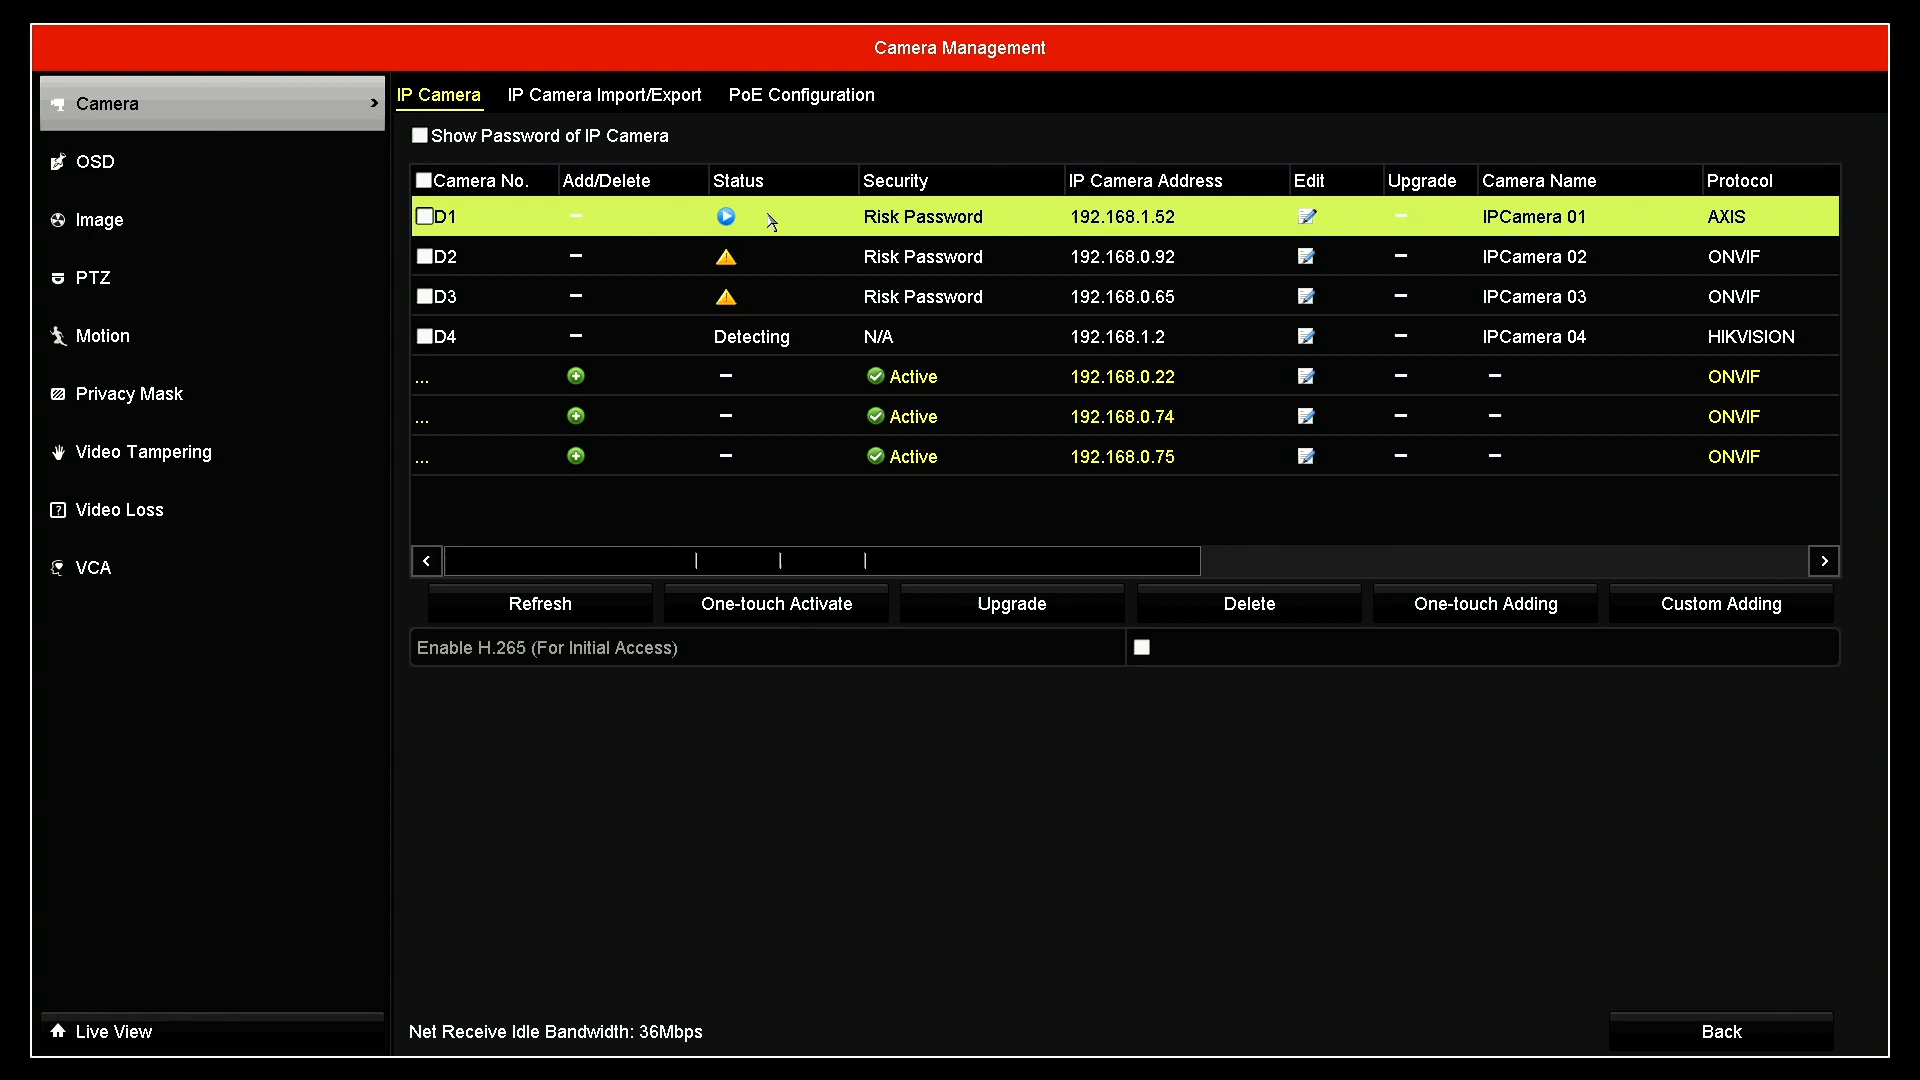 Camera Management
Camera
OSD
Image
PTZ
Motion
Privacy Mask
Video Tampering
Video Loss
VCA
Live View
IP Camera IP Camera Import/Export PoE Configuration
Show Password of IP Camera
Camera No. Add/Delete Status Security IP Camera Address Edit Upgrade Camera Name Protocol
D1 – Risk Password 192.168.1.52 – IPCamera 01 AXIS
D2 – Risk Password 192.168.0.92 – IPCamera 02 ONVIF
D3 – Risk Password 192.168.0.65 – IPCamera 03 ONVIF
D4 – Detecting N/A 192.168.1.2 – IPCamera 04 HIKVISION
... – Active 192.168.0.22 – – ONVIF
... – Active 192.168.0.74 – – ONVIF
... – Active 192.168.0.75 – – ONVIF
Refresh One-touch Activate Upgrade Delete One-touch Adding Custom Adding
Enable H.265 (For Initial Access)
Net Receive Idle Bandwidth: 36Mbps
Back